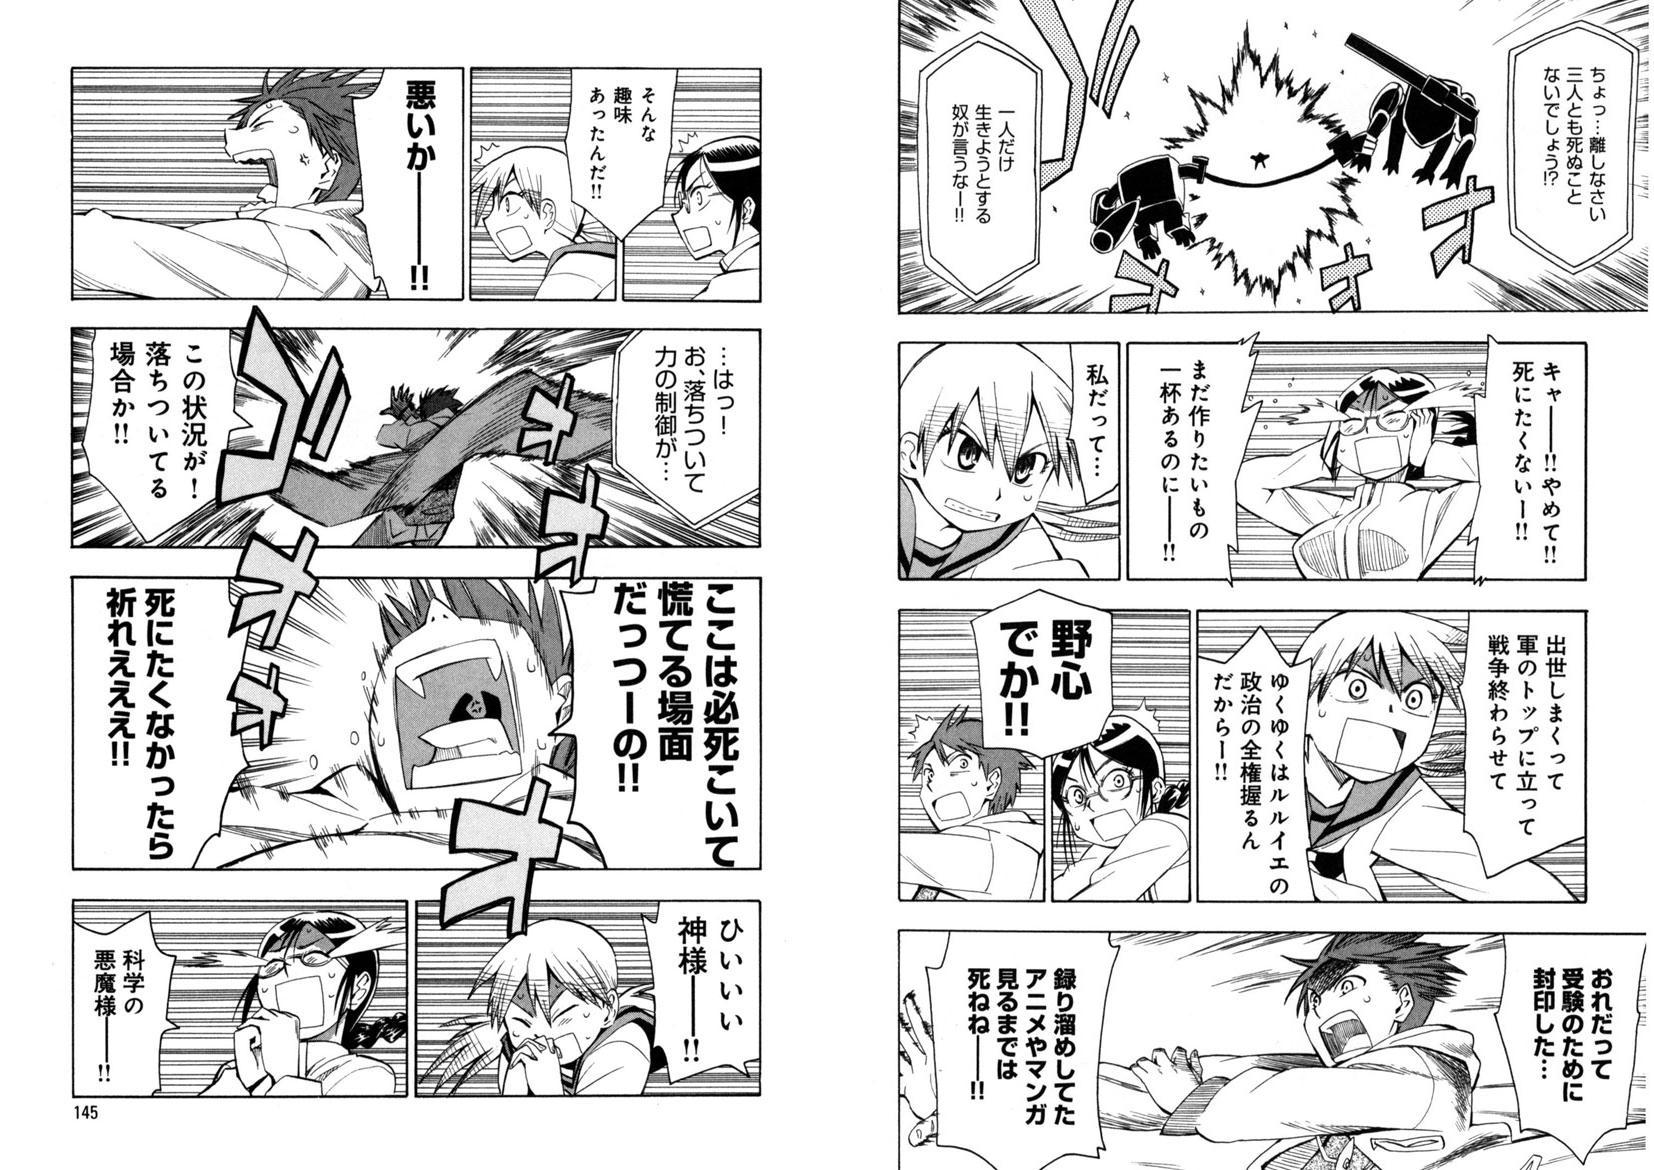 ちょっ…離しなさい
三人とも死ぬこと
ないでしょう!?
一人だけ
生きようとする
奴が言うなー!!
オ
オ
オ
キャ――!!やめて!!
死にたくないー!!
まだ作りたいもの
一杯あるのに――!!
私だって…
出世しまくって
軍のトップに立って
戦争終わらせて
ゆくゆくはルルイエの
政治の全権握るん
だからー!!
野心
でか!!
おれだって
受験のために
封印した…
録り溜めしてた
アニメやマンガ
見るまでは
死ねね――!!
そんな
趣味
あったんだ!!
悪いか――!!
…はっ!
お、落ちついて
力の制御が…
この状況が!
落ちついてる
場合か!!
ゴ
オ
オ
オ
オ
オ
ここは必死こいて
慌てる場面
だっつーの!!
死にたくなかったら
祈れえええ!!
ひいいい
神様――!!
科学の
悪魔様――!!
145